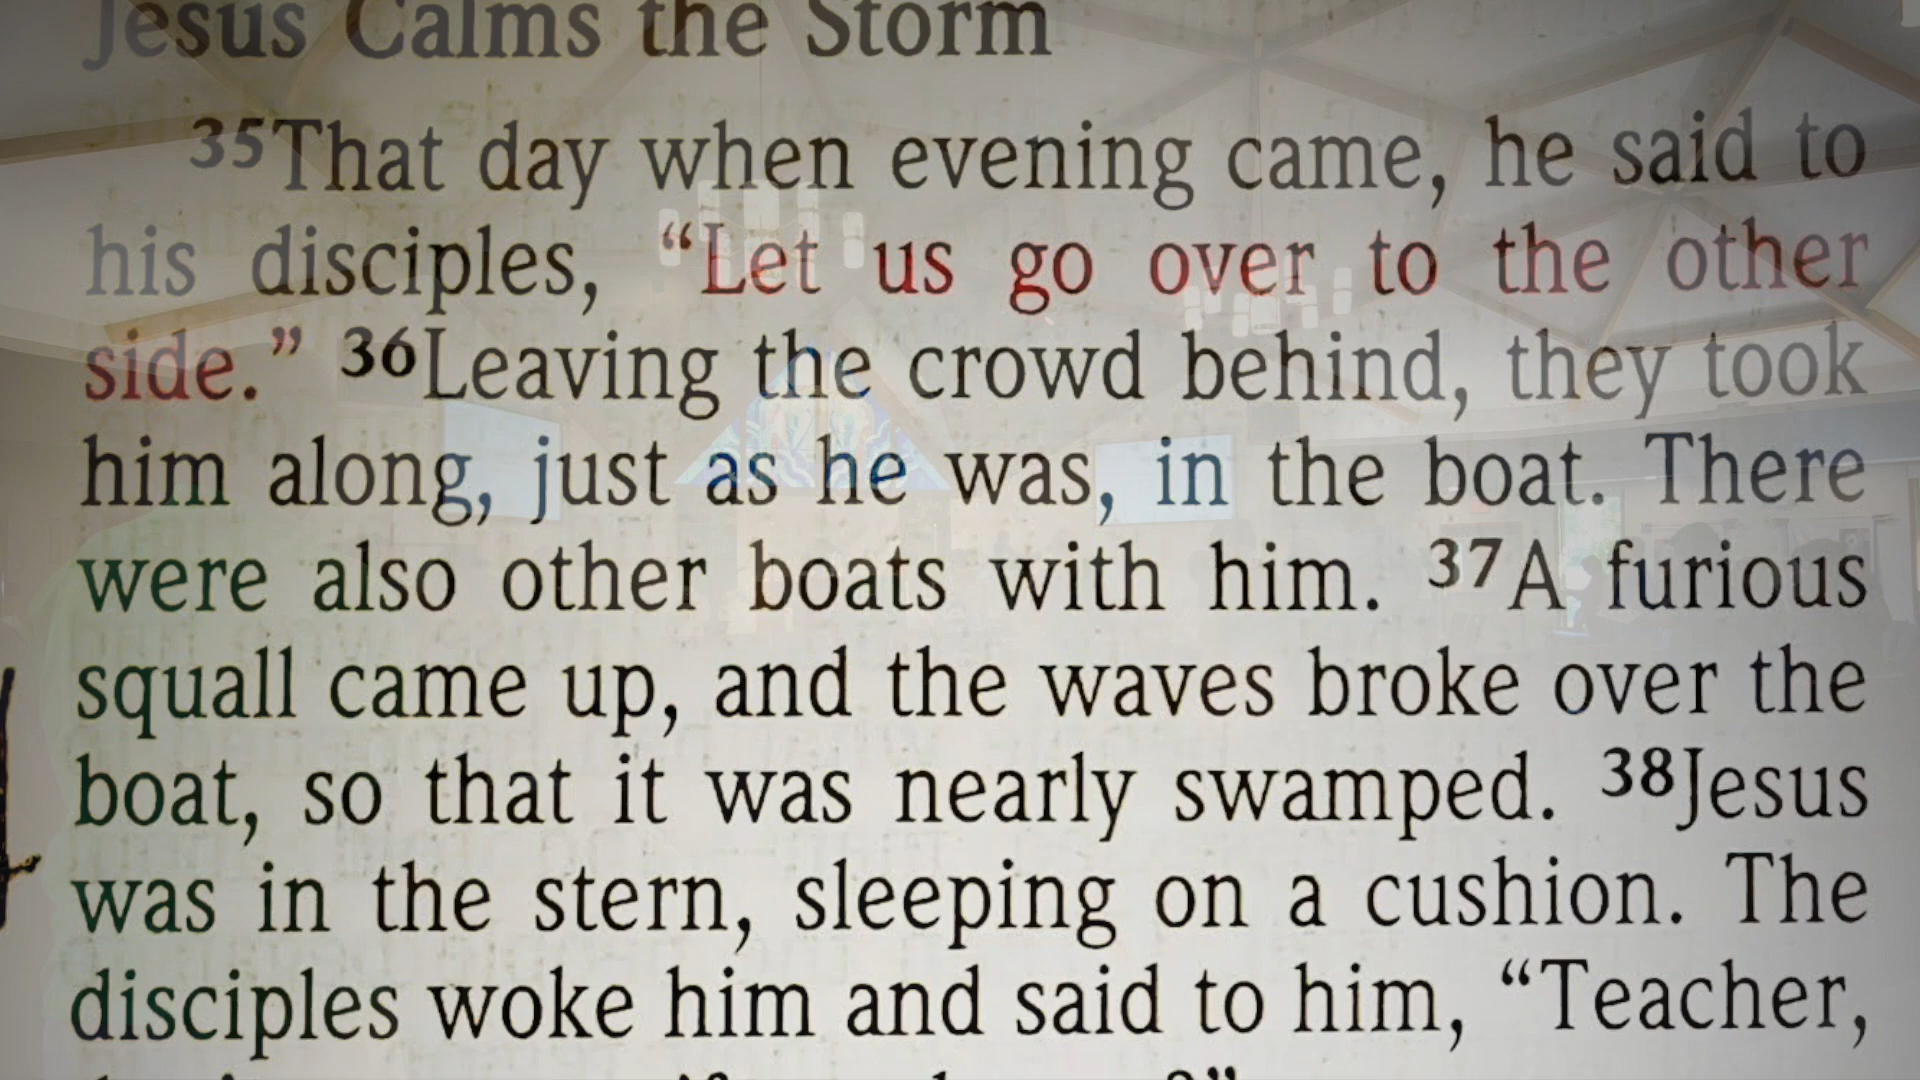 Jesus Calms the Storm
35That day when evening came, he said to
his disciples, “Let us go over to the other
side.” 36Leaving the crowd behind, they took
him along, just as he was, in the boat. There
were also other boats with him. 37A furious
squall came up, and the waves broke over the
boat, so that it was nearly swamped. 38Jesus
was in the stern, sleeping on a cushion. The
disciples woke him and said to him, “Teacher,